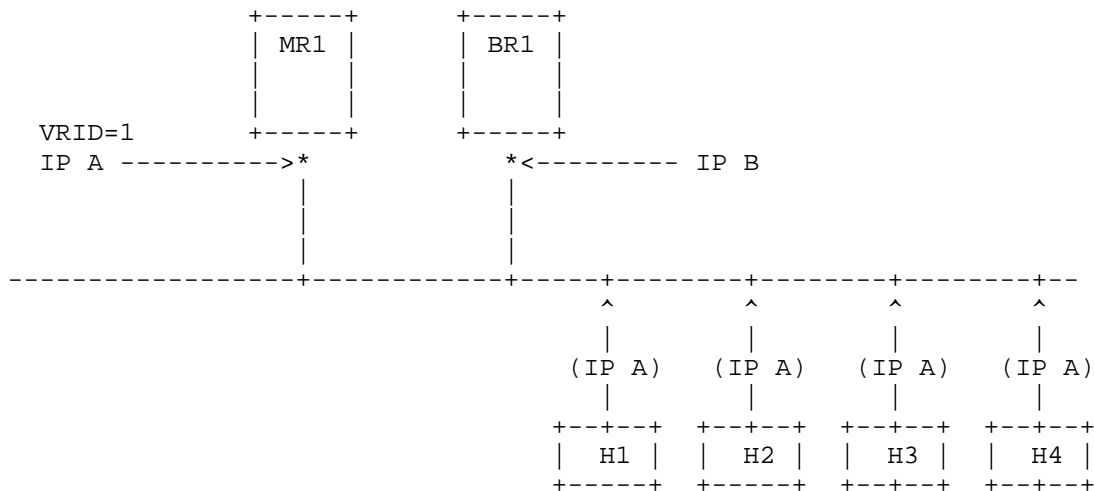 MR1 BR1
VRID=1
IP A IP B
(IP A) (IP A) (IP A) (IP A)
H1 H2 H3 H4